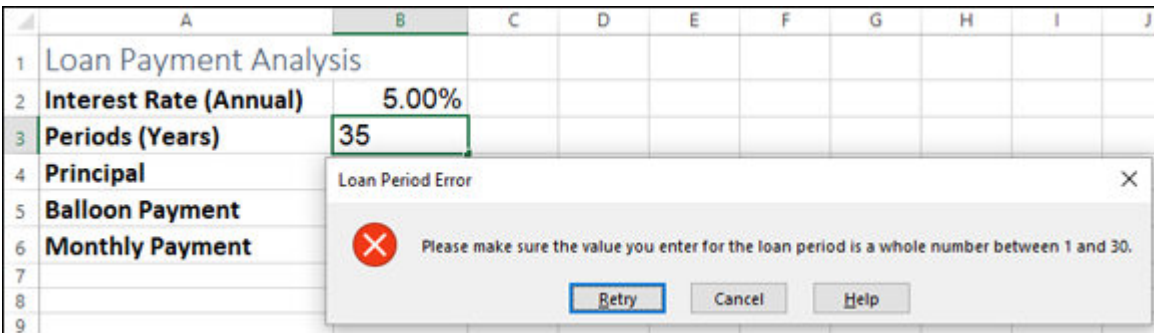 A B C D E F G H I J
1 Loan Payment Analysis
2 Interest Rate (Annual) 5.00%
3 Periods (Years) 35
4 Principal
Loan Period Error
5 Balloon Payment
6 Monthly Payment
Please make sure the value you enter for the loan period is a whole number between 1 and 30.
7
8
Retry Cancel Help
9